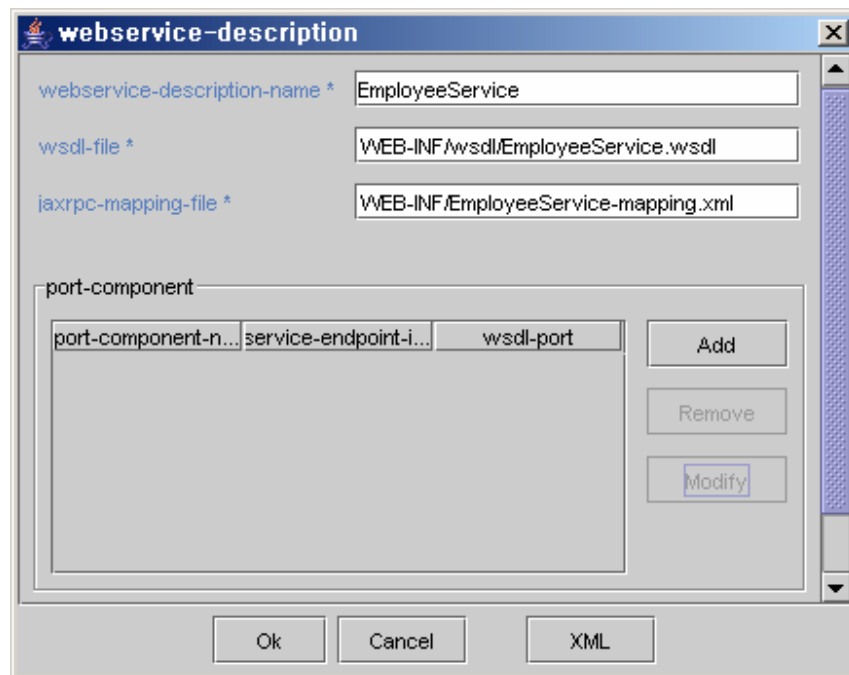 webservice-description
webservice-description-name * EmployeeService
wsdl-file * WEB-INF/wsdl/EmployeeService.wsdl
jaxrpc-mapping-file * WEB-INF/EmployeeService-mapping.xml
port-component
port-component-n... service-endpoint-i... wsdl-port
Add
Remove
Modify
Ok Cancel XML